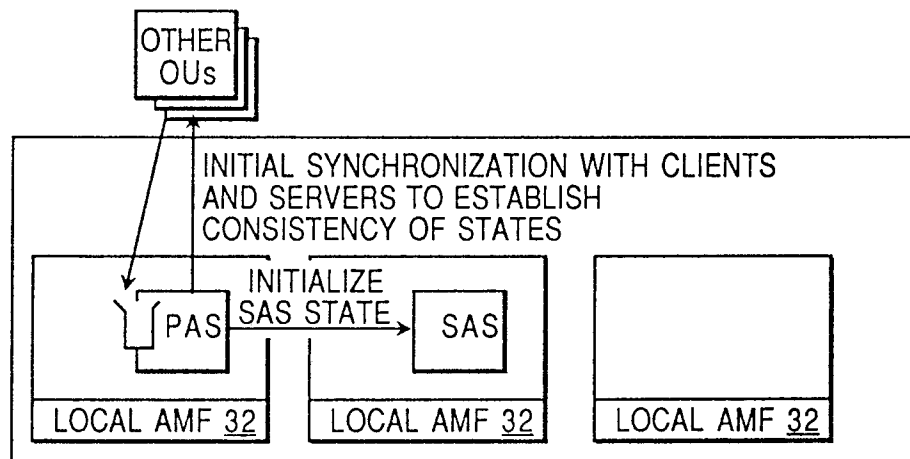 OTHER
OUs
INITIAL SYNCHRONIZATION WITH CLIENTS
AND SERVERS TO ESTABLISH
CONSISTENCY OF STATES
INITIALIZE
SAS STATE
PAS
SAS
LOCAL AMF 32
LOCAL AMF 32
LOCAL AMF 32